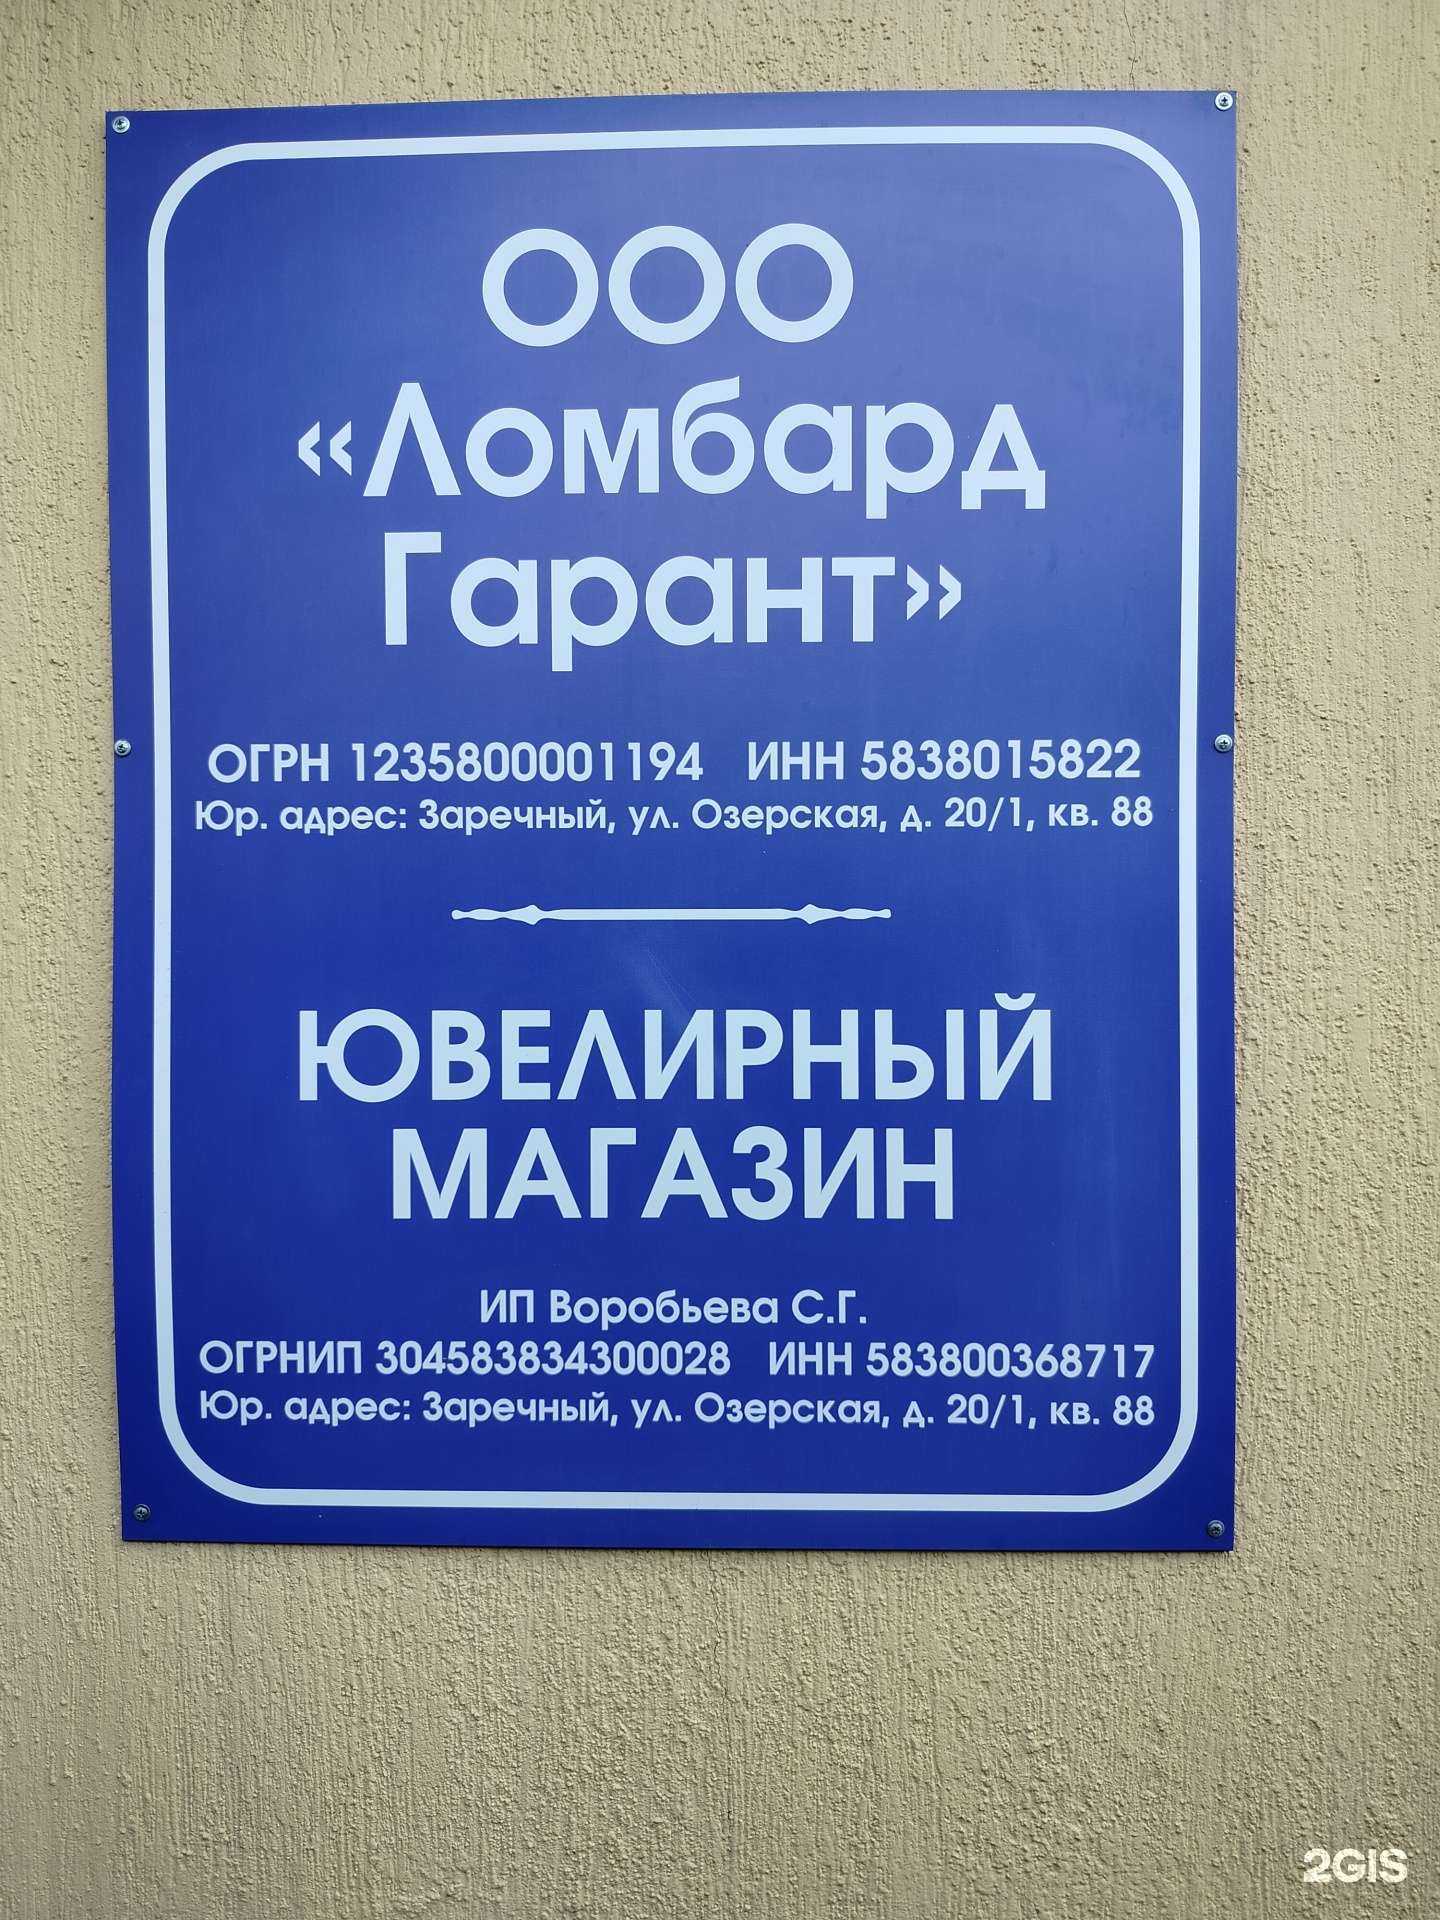 ООО
«Ломбард
Гарант»
ОГРН 1235800001194 ИНН 5838015822
Юр. адрес: Заречный, ул. Озерская, д. 20/1, кв. 88
ЮВЕЛИРНЫЙ
МАГАЗИН
ИП Воробьева С.Г.
ОГРНИП 304583834300028 ИНН 583800368717
Юр. адрес: Заречный, ул. Озерская, д. 20/1, кв. 88
2GIS